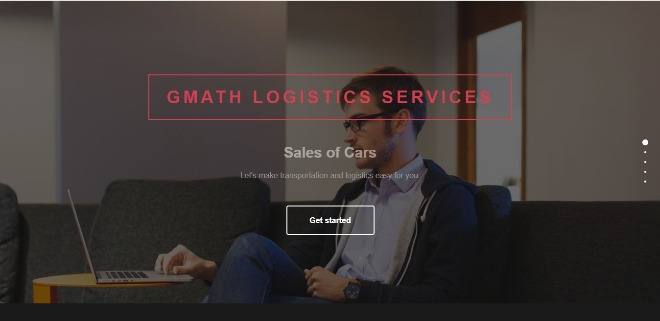 GMATH LOGISTICS SERVICES
Sales of Cars
Let's make transportation and logistics easy for you
Get started